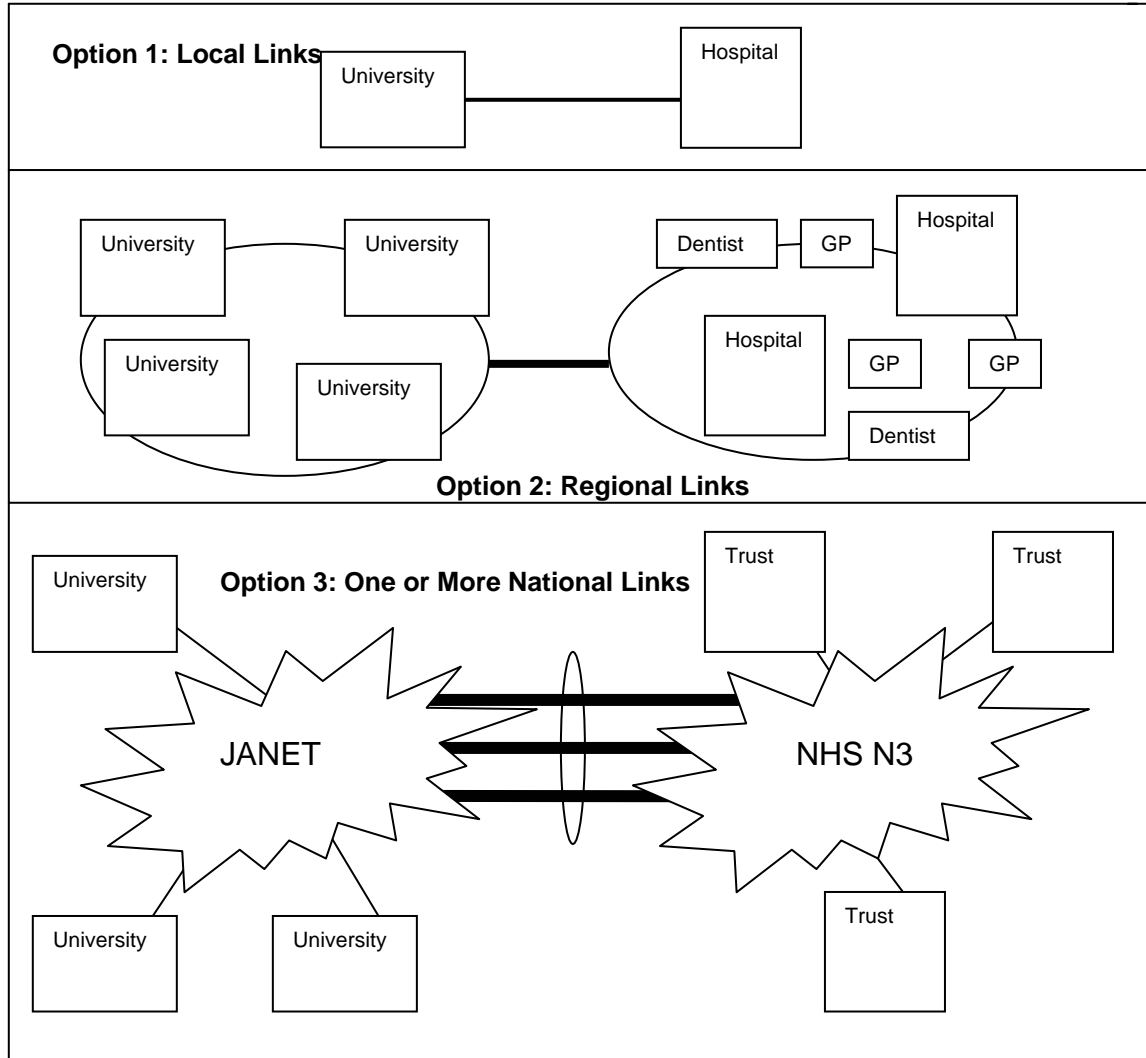 Option 1: Local Links
University
Hospital
University
University
Dentist
GP
Hospital
University
University
Hospital
GP
GP
Dentist
Option 2: Regional Links
University
Option 3: One or More National Links
Trust
Trust
JANET
NHS N3
University
University
Trust